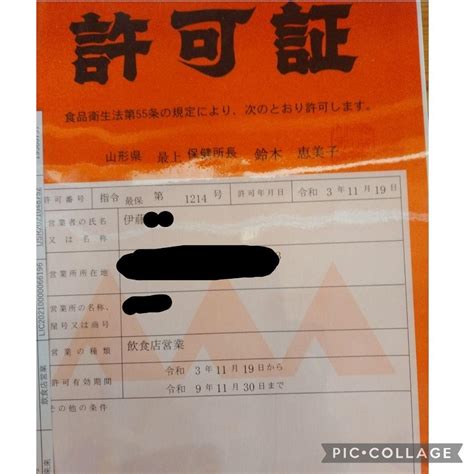 許可証
食品衛生法第55条の規定により、次のとおり許可します。
山形県 最上 保健所長 鈴木 恵美子
許可番号 指令 最保 第 1214 号 許可年月日 令和 3年 11月 19日
営業者の氏名
又は名称
伊藤
営業所所在地
営業所の名称、
屋号又は商号
営業の種類 飲食店営業
許可有効期間
令和 3年 11月 19日から
令和 9年 11月 30日まで
その他の条件
飲食店営業
PIC•COLLAGE